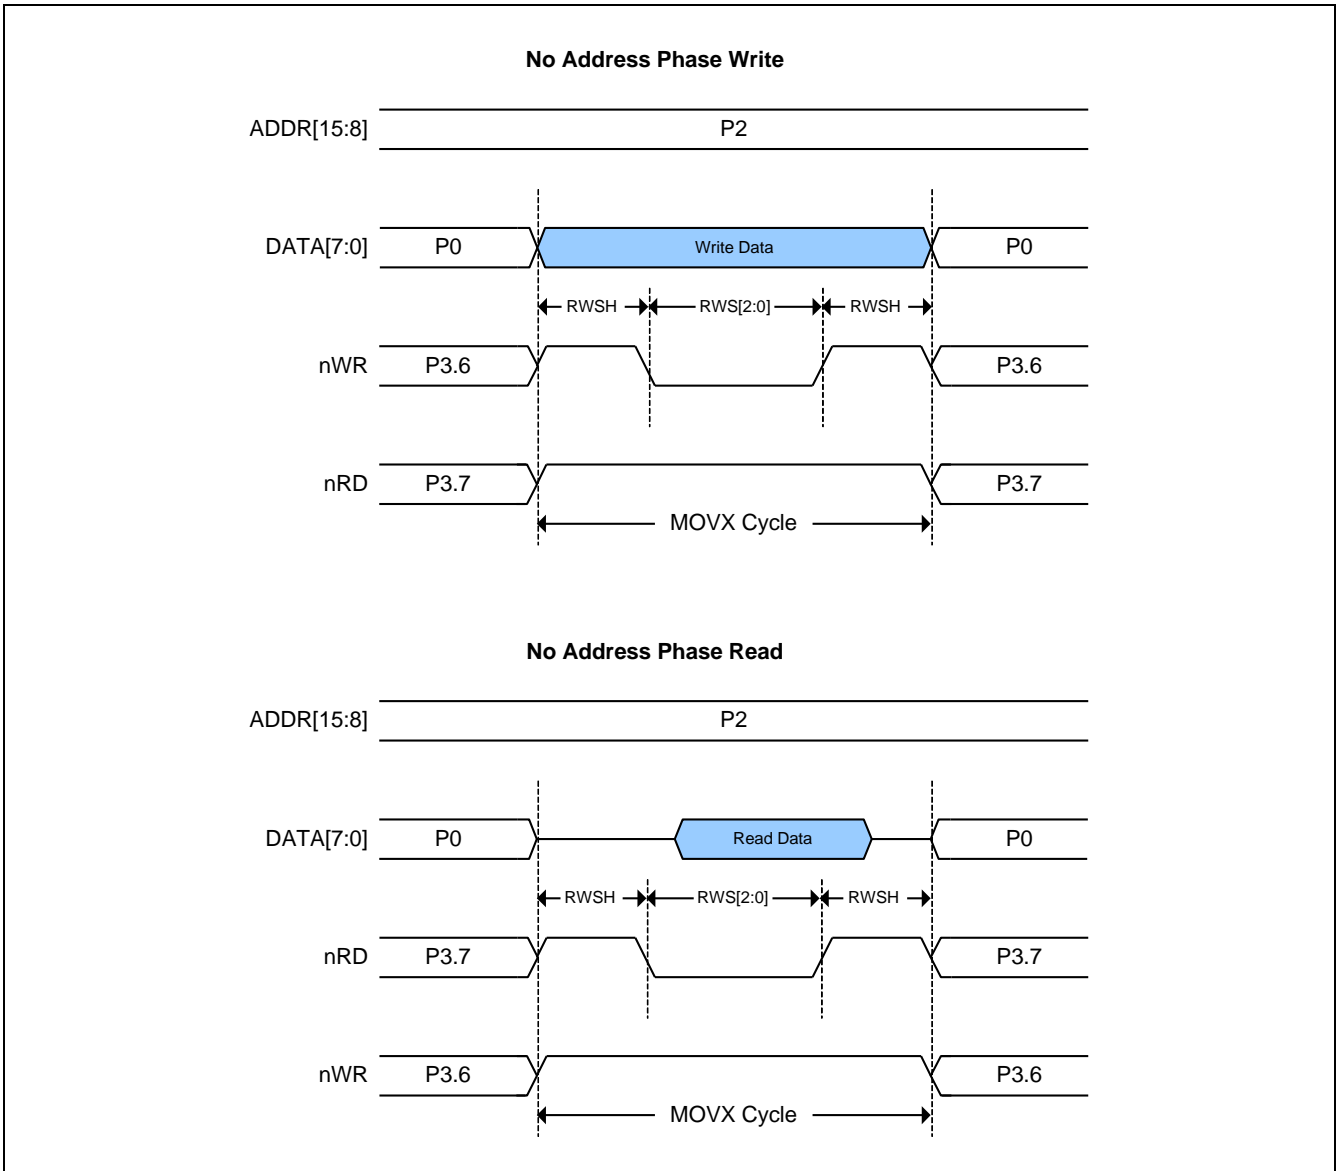 No Address Phase Write
ADDR[15:8] P2
DATA[7:0] P0 Write Data P0
RWSH RWS[2:0] RWSH
nWR P3.6 P3.6
nRD P3.7 P3.7
MOVX Cycle
No Address Phase Read
ADDR[15:8] P2
DATA[7:0] P0 Read Data P0
RWSH RWS[2:0] RWSH
nRD P3.7 P3.7
nWR P3.6 P3.6
MOVX Cycle